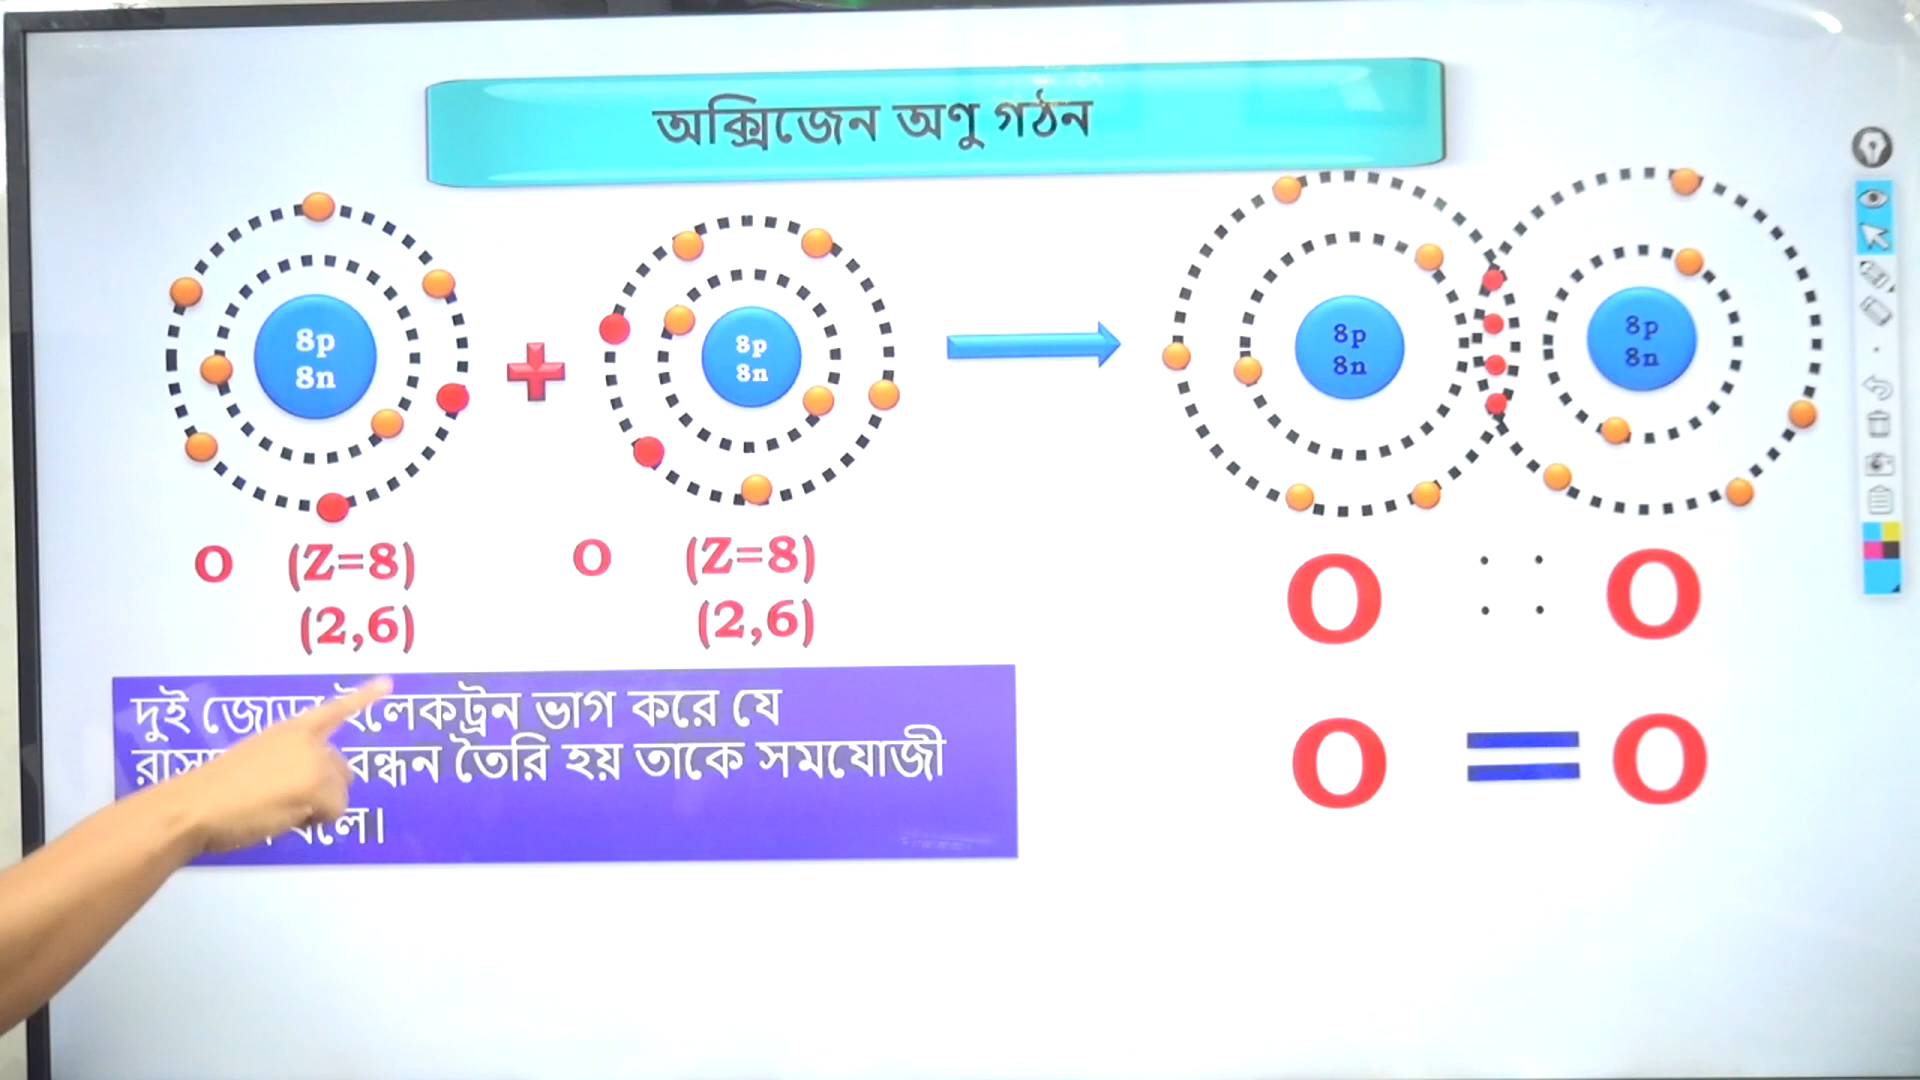 অক্সিজেন অণু গঠন
8p
8n
8p
8n
8p
8n
8p
8n
O (Z=8)
(2,6)
O (Z=8)
(2,6)
O :: O
O = O
দুই জোড়া ইলেকট্রন ভাগ করে যে
বন্ধন তৈরি হয় তাকে সমযোজী
বলে।